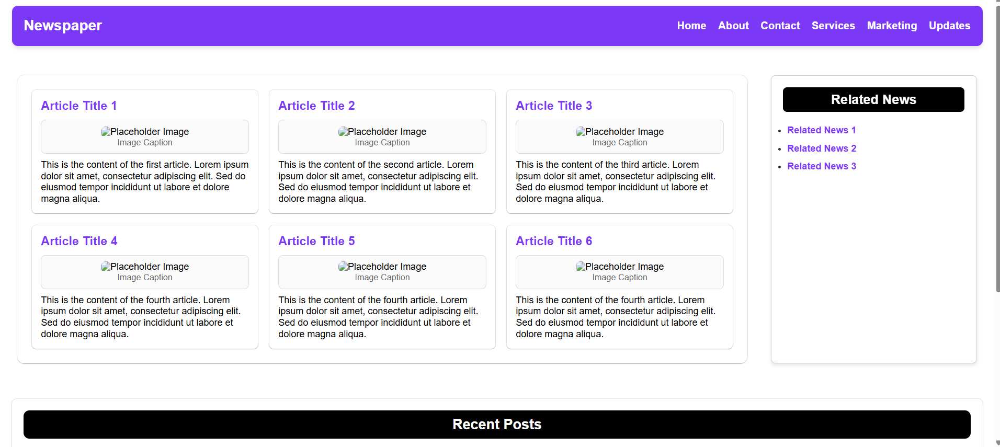 Newspaper
Home About Contact Services Marketing Updates
Article Title 1
Placeholder Image
Image Caption
This is the content of the first article. Lorem ipsum
dolor sit amet, consectetur adipiscing elit. Sed do
eiusmod tempor incididunt ut labore et dolore
magna aliqua.
Article Title 2
Placeholder Image
Image Caption
This is the content of the second article. Lorem
ipsum dolor sit amet, consectetur adipiscing elit.
Sed do eiusmod tempor incididunt ut labore et
dolore magna aliqua.
Article Title 3
Placeholder Image
Image Caption
This is the content of the third article. Lorem
ipsum dolor sit amet, consectetur adipiscing elit.
Sed do eiusmod tempor incididunt ut labore et
dolore magna aliqua.
Article Title 4
Placeholder Image
Image Caption
This is the content of the fourth article. Lorem
ipsum dolor sit amet, consectetur adipiscing elit.
Sed do eiusmod tempor incididunt ut labore et
dolore magna aliqua.
Article Title 5
Placeholder Image
Image Caption
This is the content of the fourth article. Lorem
ipsum dolor sit amet, consectetur adipiscing elit.
Sed do eiusmod tempor incididunt ut labore et
dolore magna aliqua.
Article Title 6
Placeholder Image
Image Caption
This is the content of the fourth article. Lorem
ipsum dolor sit amet, consectetur adipiscing elit.
Sed do eiusmod tempor incididunt ut labore et
dolore magna aliqua.
Related News
Related News 1
Related News 2
Related News 3
Recent Posts